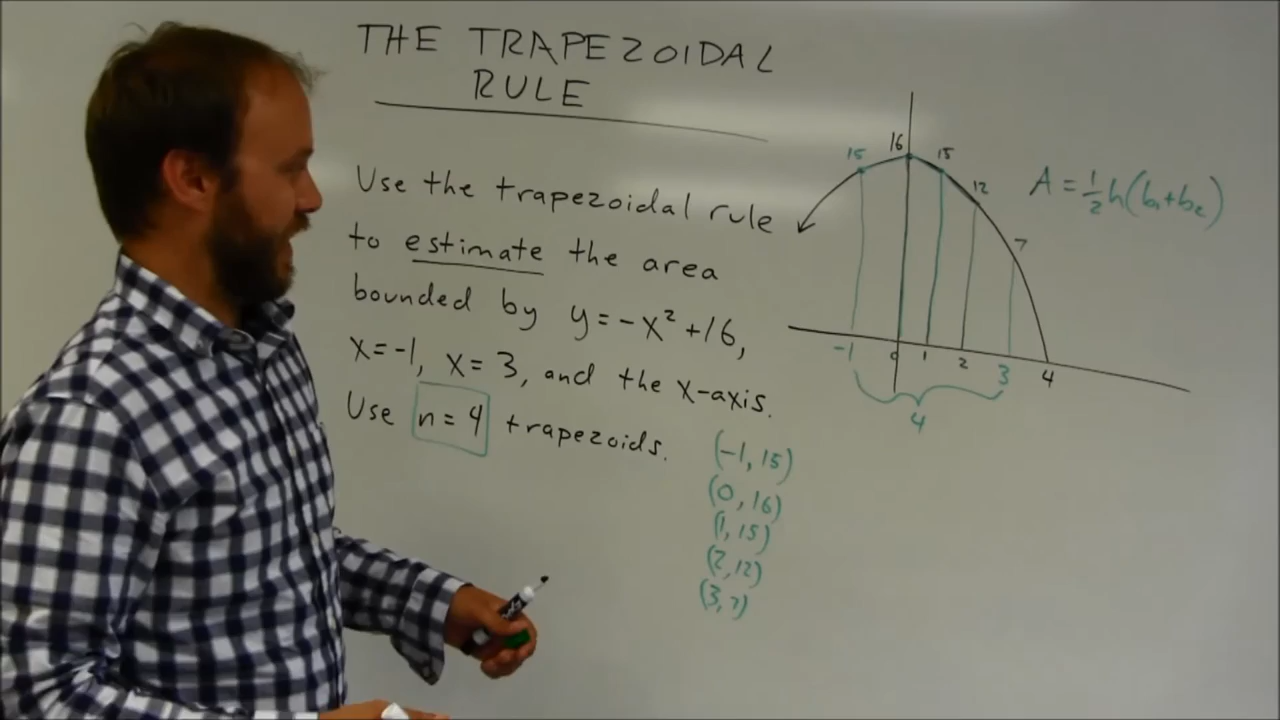 THE TRAPEZOIDAL
RULE
Use the trapezoidal rule
to estimate the area
bounded by y=-x²+16,
x=-1, x=3, and the x-axis.
Use n=4 trapezoids.
(-1,15)
(0,16)
(1,15)
(2,12)
(3,7)
15 16 15
12
7
A=½h(b₁+b₂)
-1 0 1 2 3 4
4